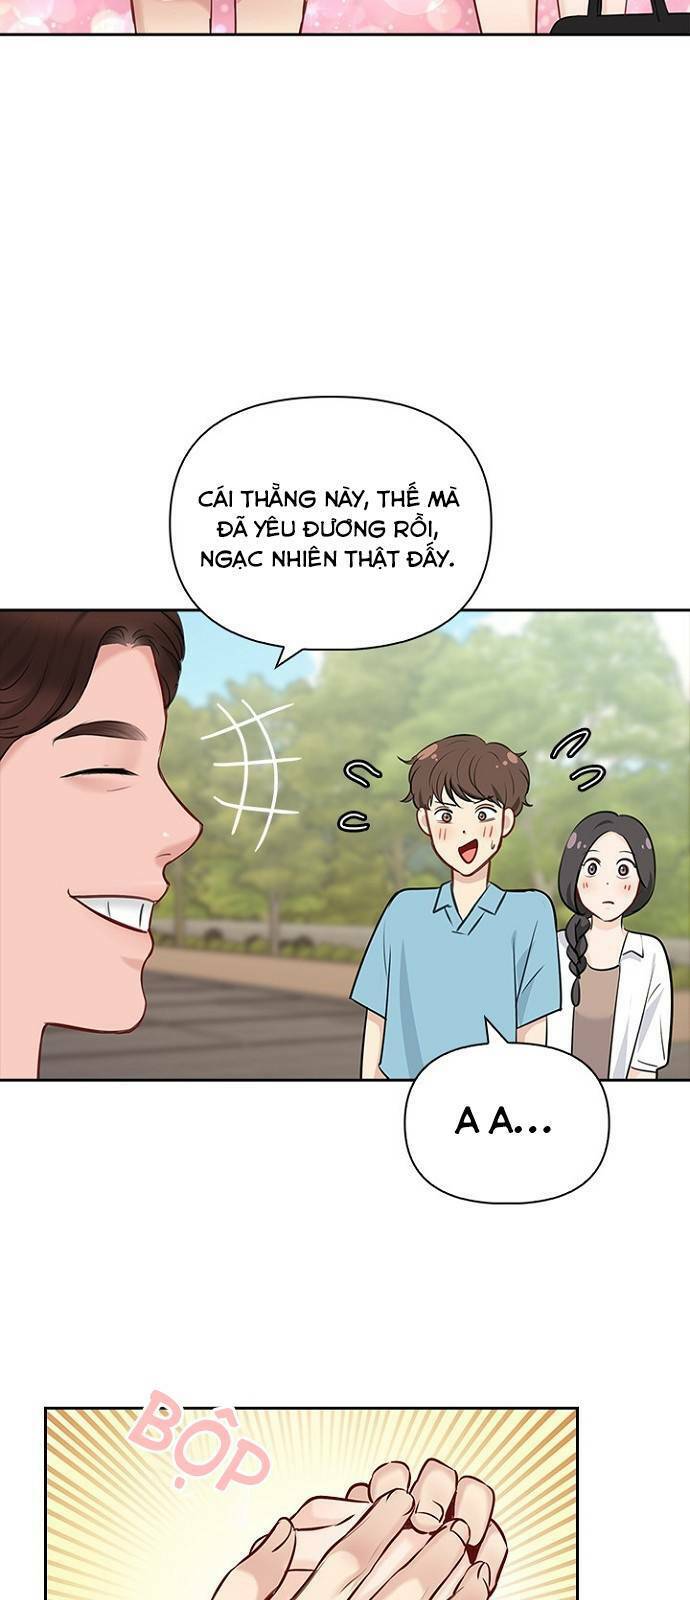 CÁI THẰNG NÀY, THẾ MÀ
ĐÃ YÊU ĐƯƠNG RỒI,
NGẠC NHIÊN THẬT ĐẤY.
A A...
BỘP